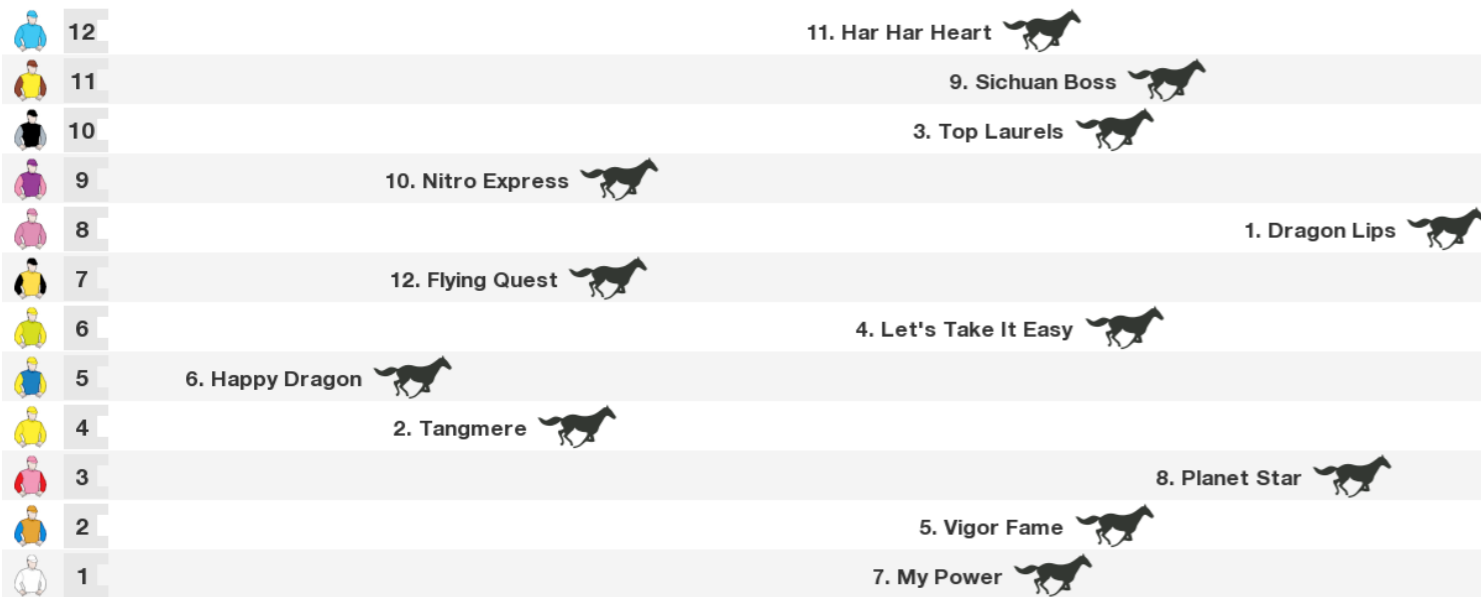 12 11. Har Har Heart
11 9. Sichuan Boss
10 3. Top Laurels
9 10. Nitro Express
8 1. Dragon Lips
7 12. Flying Quest
6 4. Let's Take It Easy
5 6. Happy Dragon
4 2. Tangmere
3 8. Planet Star
2 5. Vigor Fame
1 7. My Power